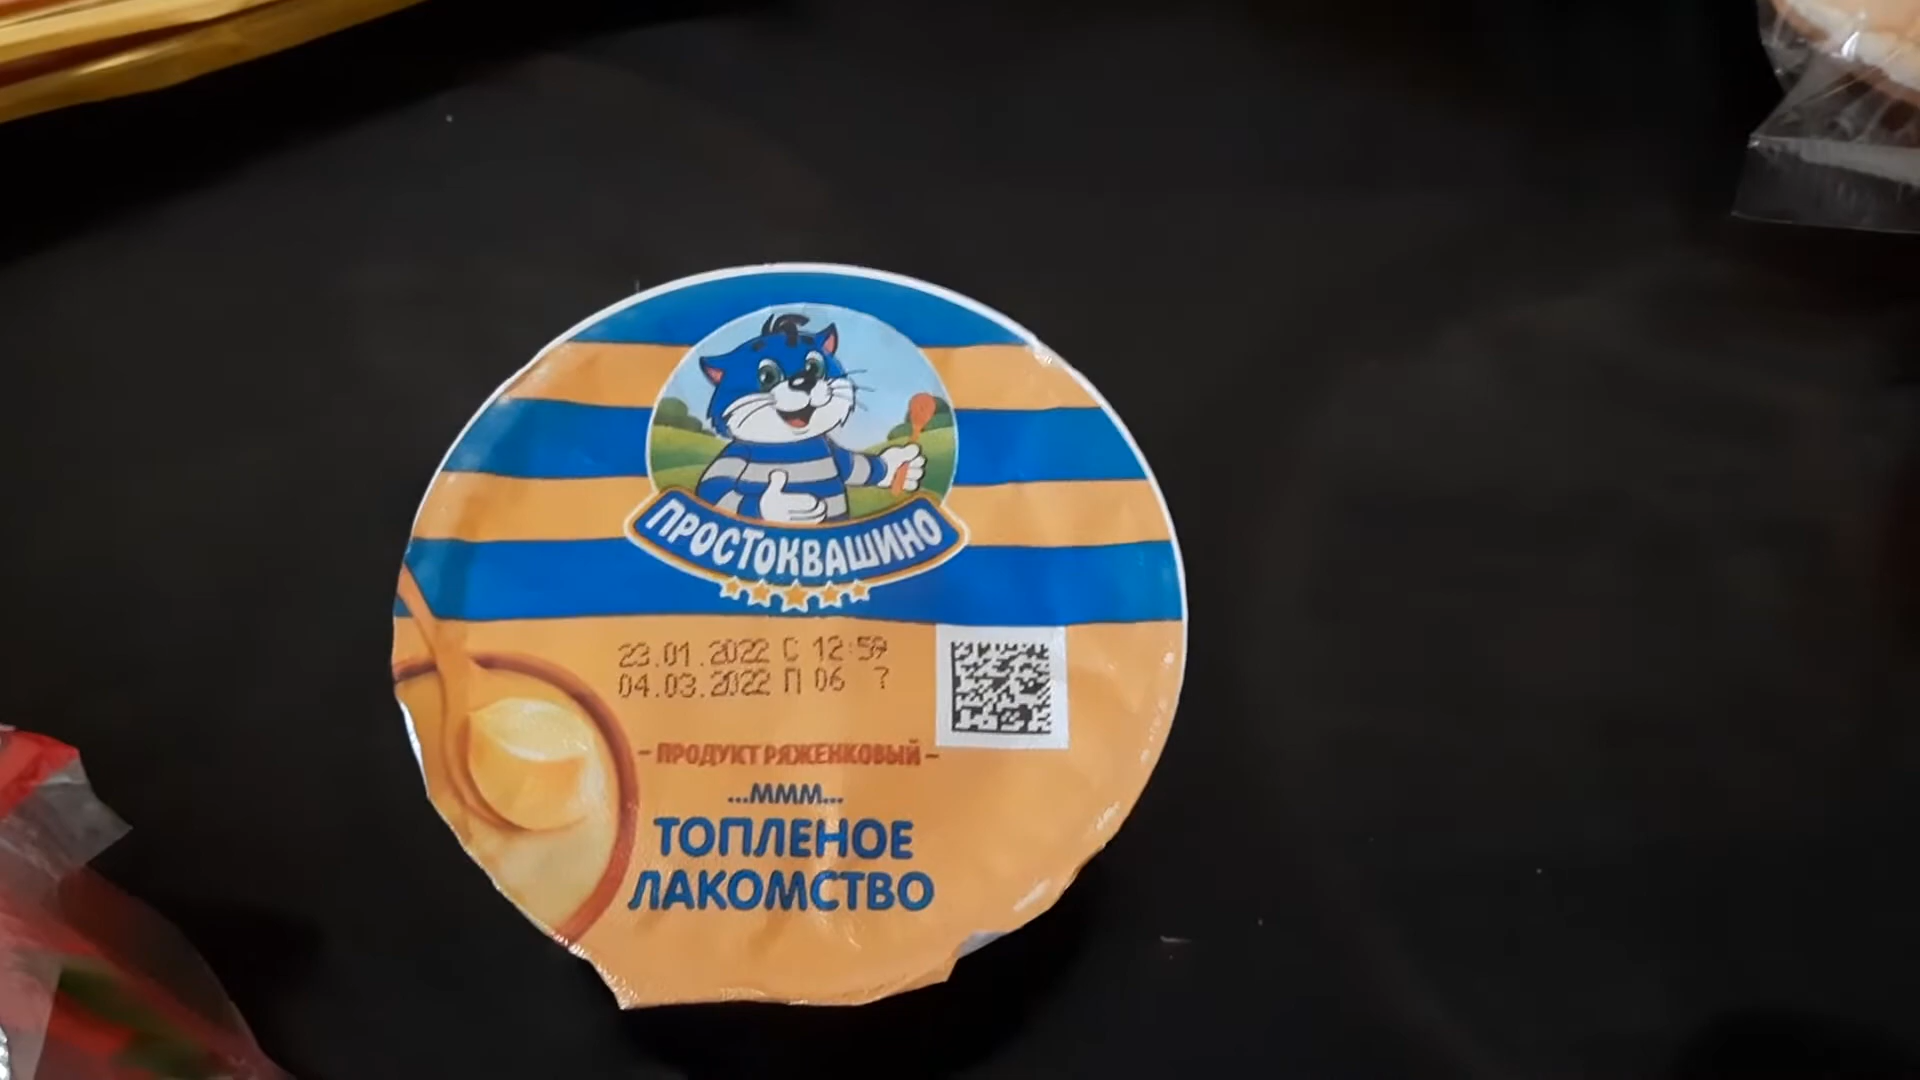 ПРОСТОКВАШИНО
23.01.2022 С 12:59
04.03.2022 П 06 ?
- ПРОДУКТ РЯЖЕНКОВЫЙ -
...МММ...
ТОПЛЕНОЕ
ЛАКОМСТВО